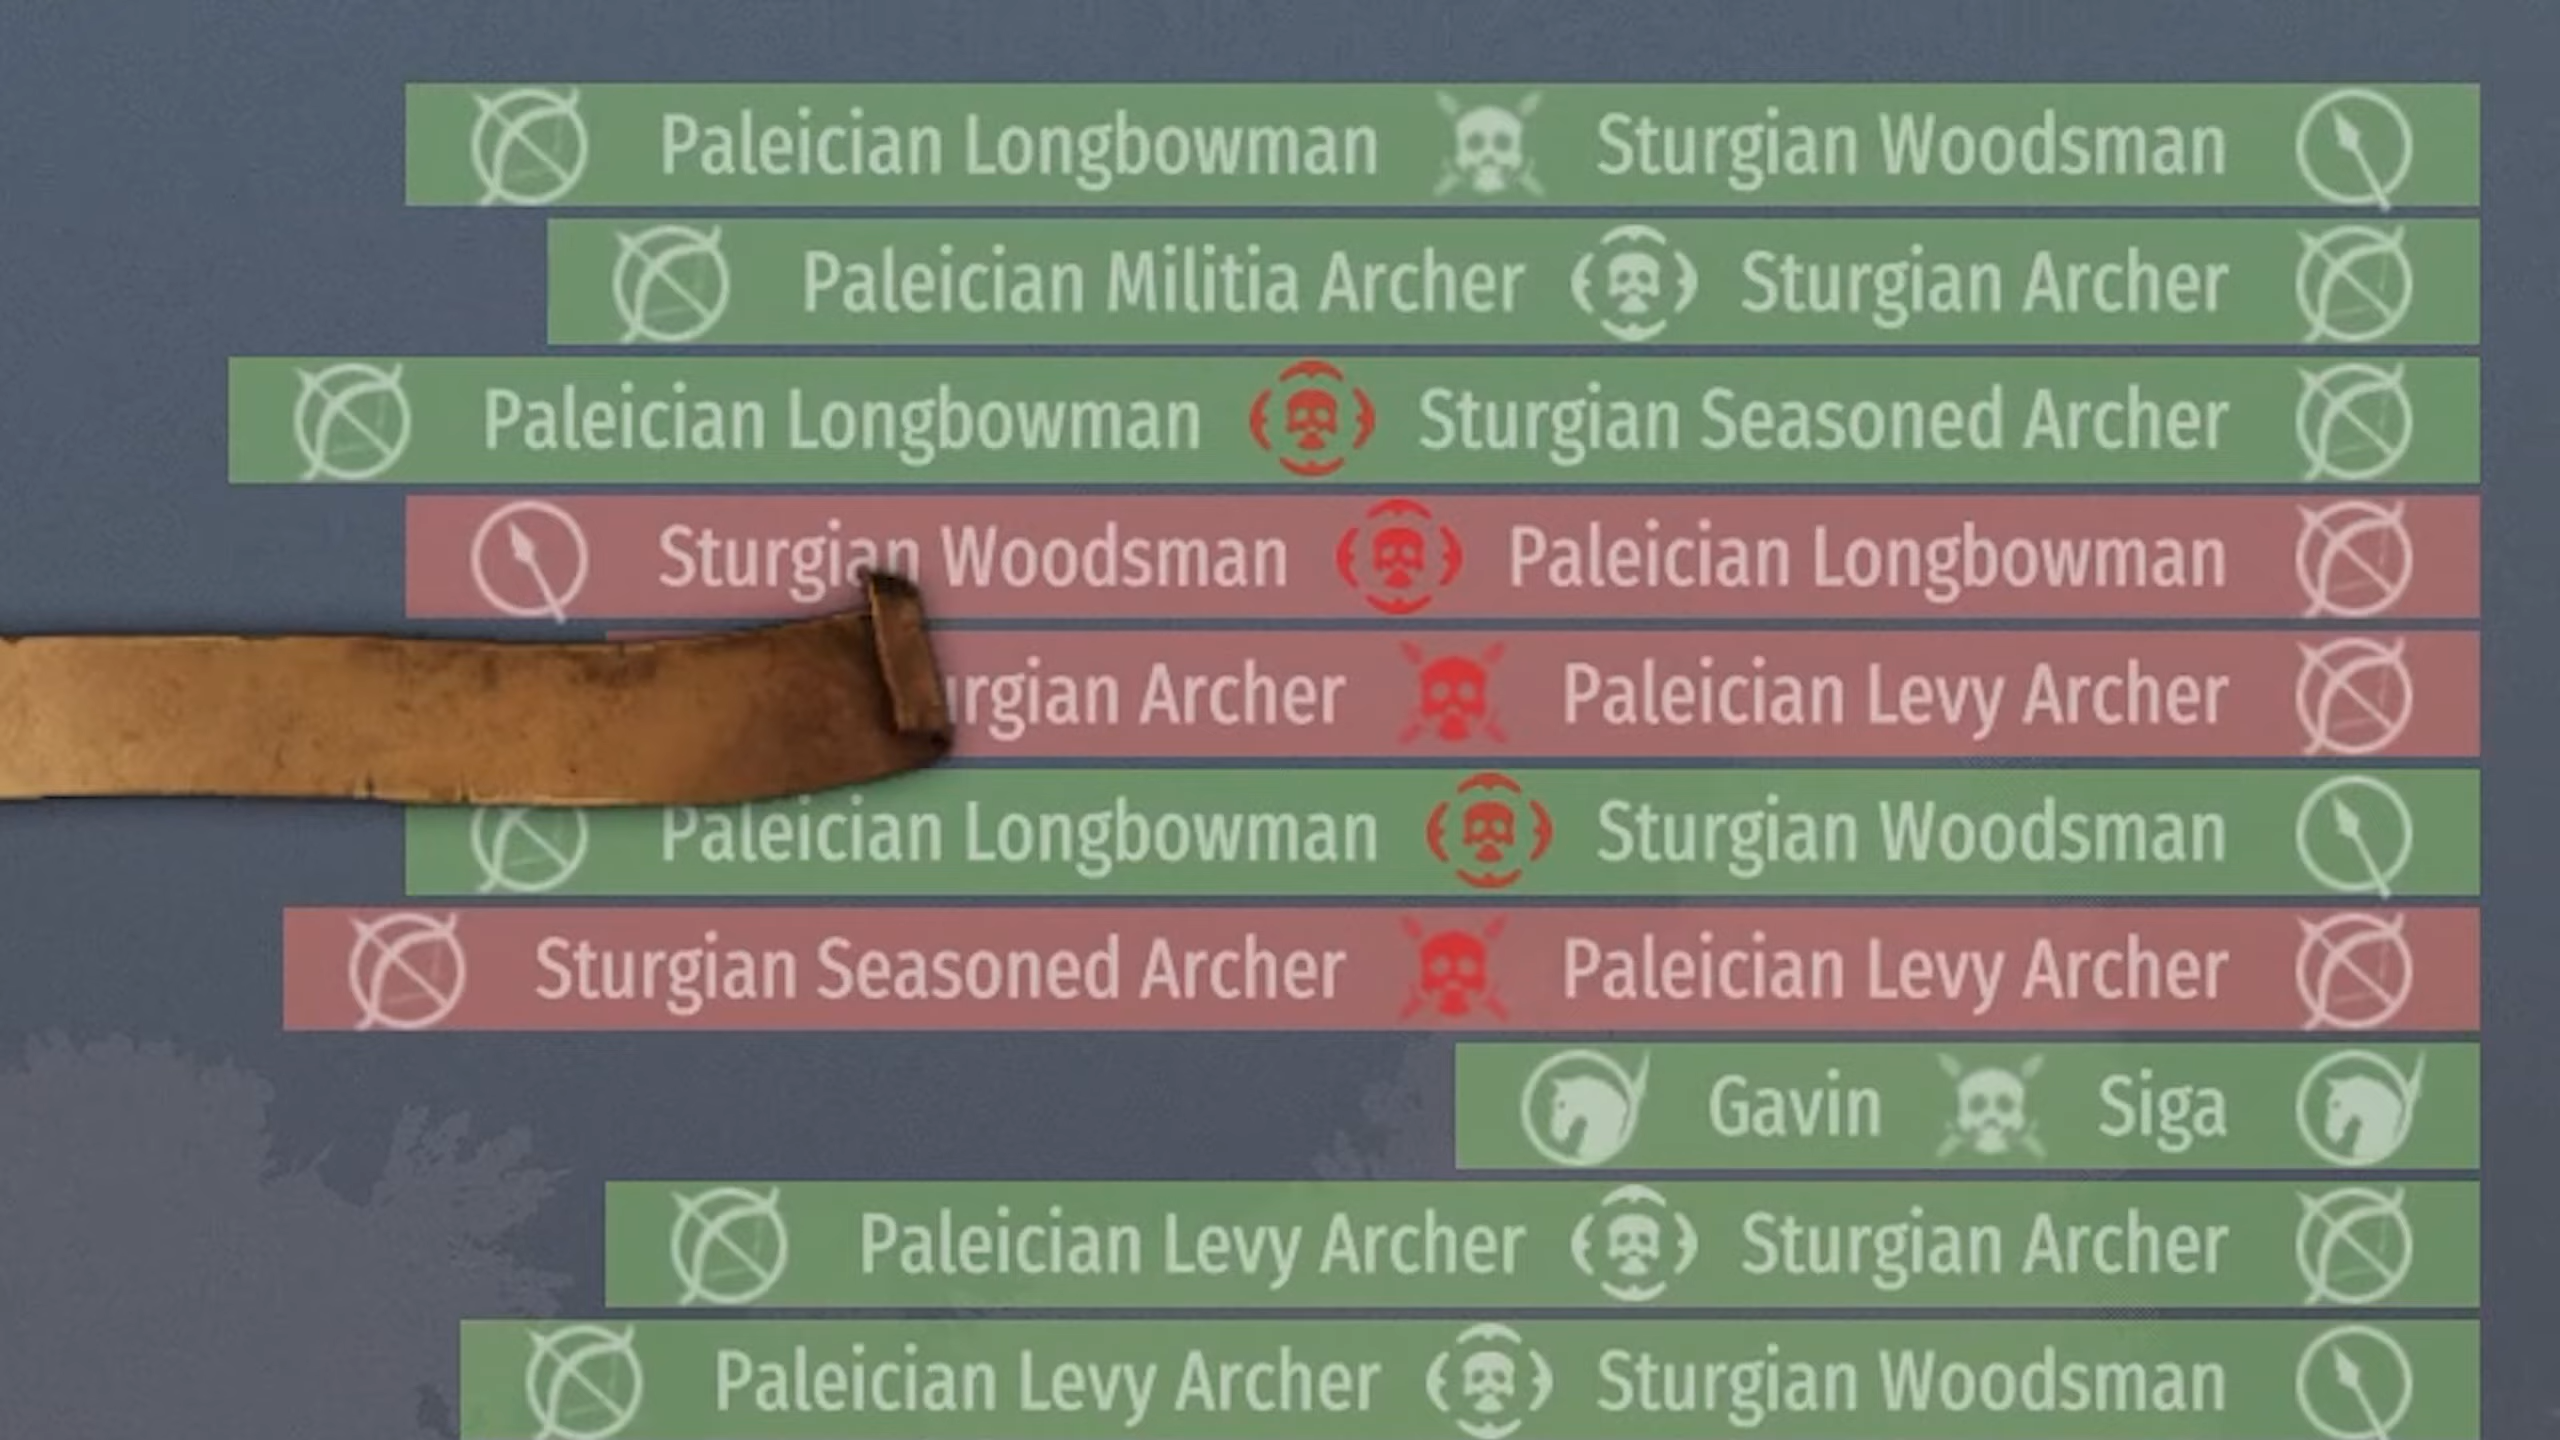 Paleician Longbowman Sturgian Woodsman
Paleician Militia Archer Sturgian Archer
Paleician Longbowman Sturgian Seasoned Archer
Sturgian Woodsman Paleician Longbowman
urgian Archer Paleician Levy Archer
Paleician Longbowman Sturgian Woodsman
Sturgian Seasoned Archer Paleician Levy Archer
Gavin Siga
Paleician Levy Archer Sturgian Archer
Paleician Levy Archer Sturgian Woodsman